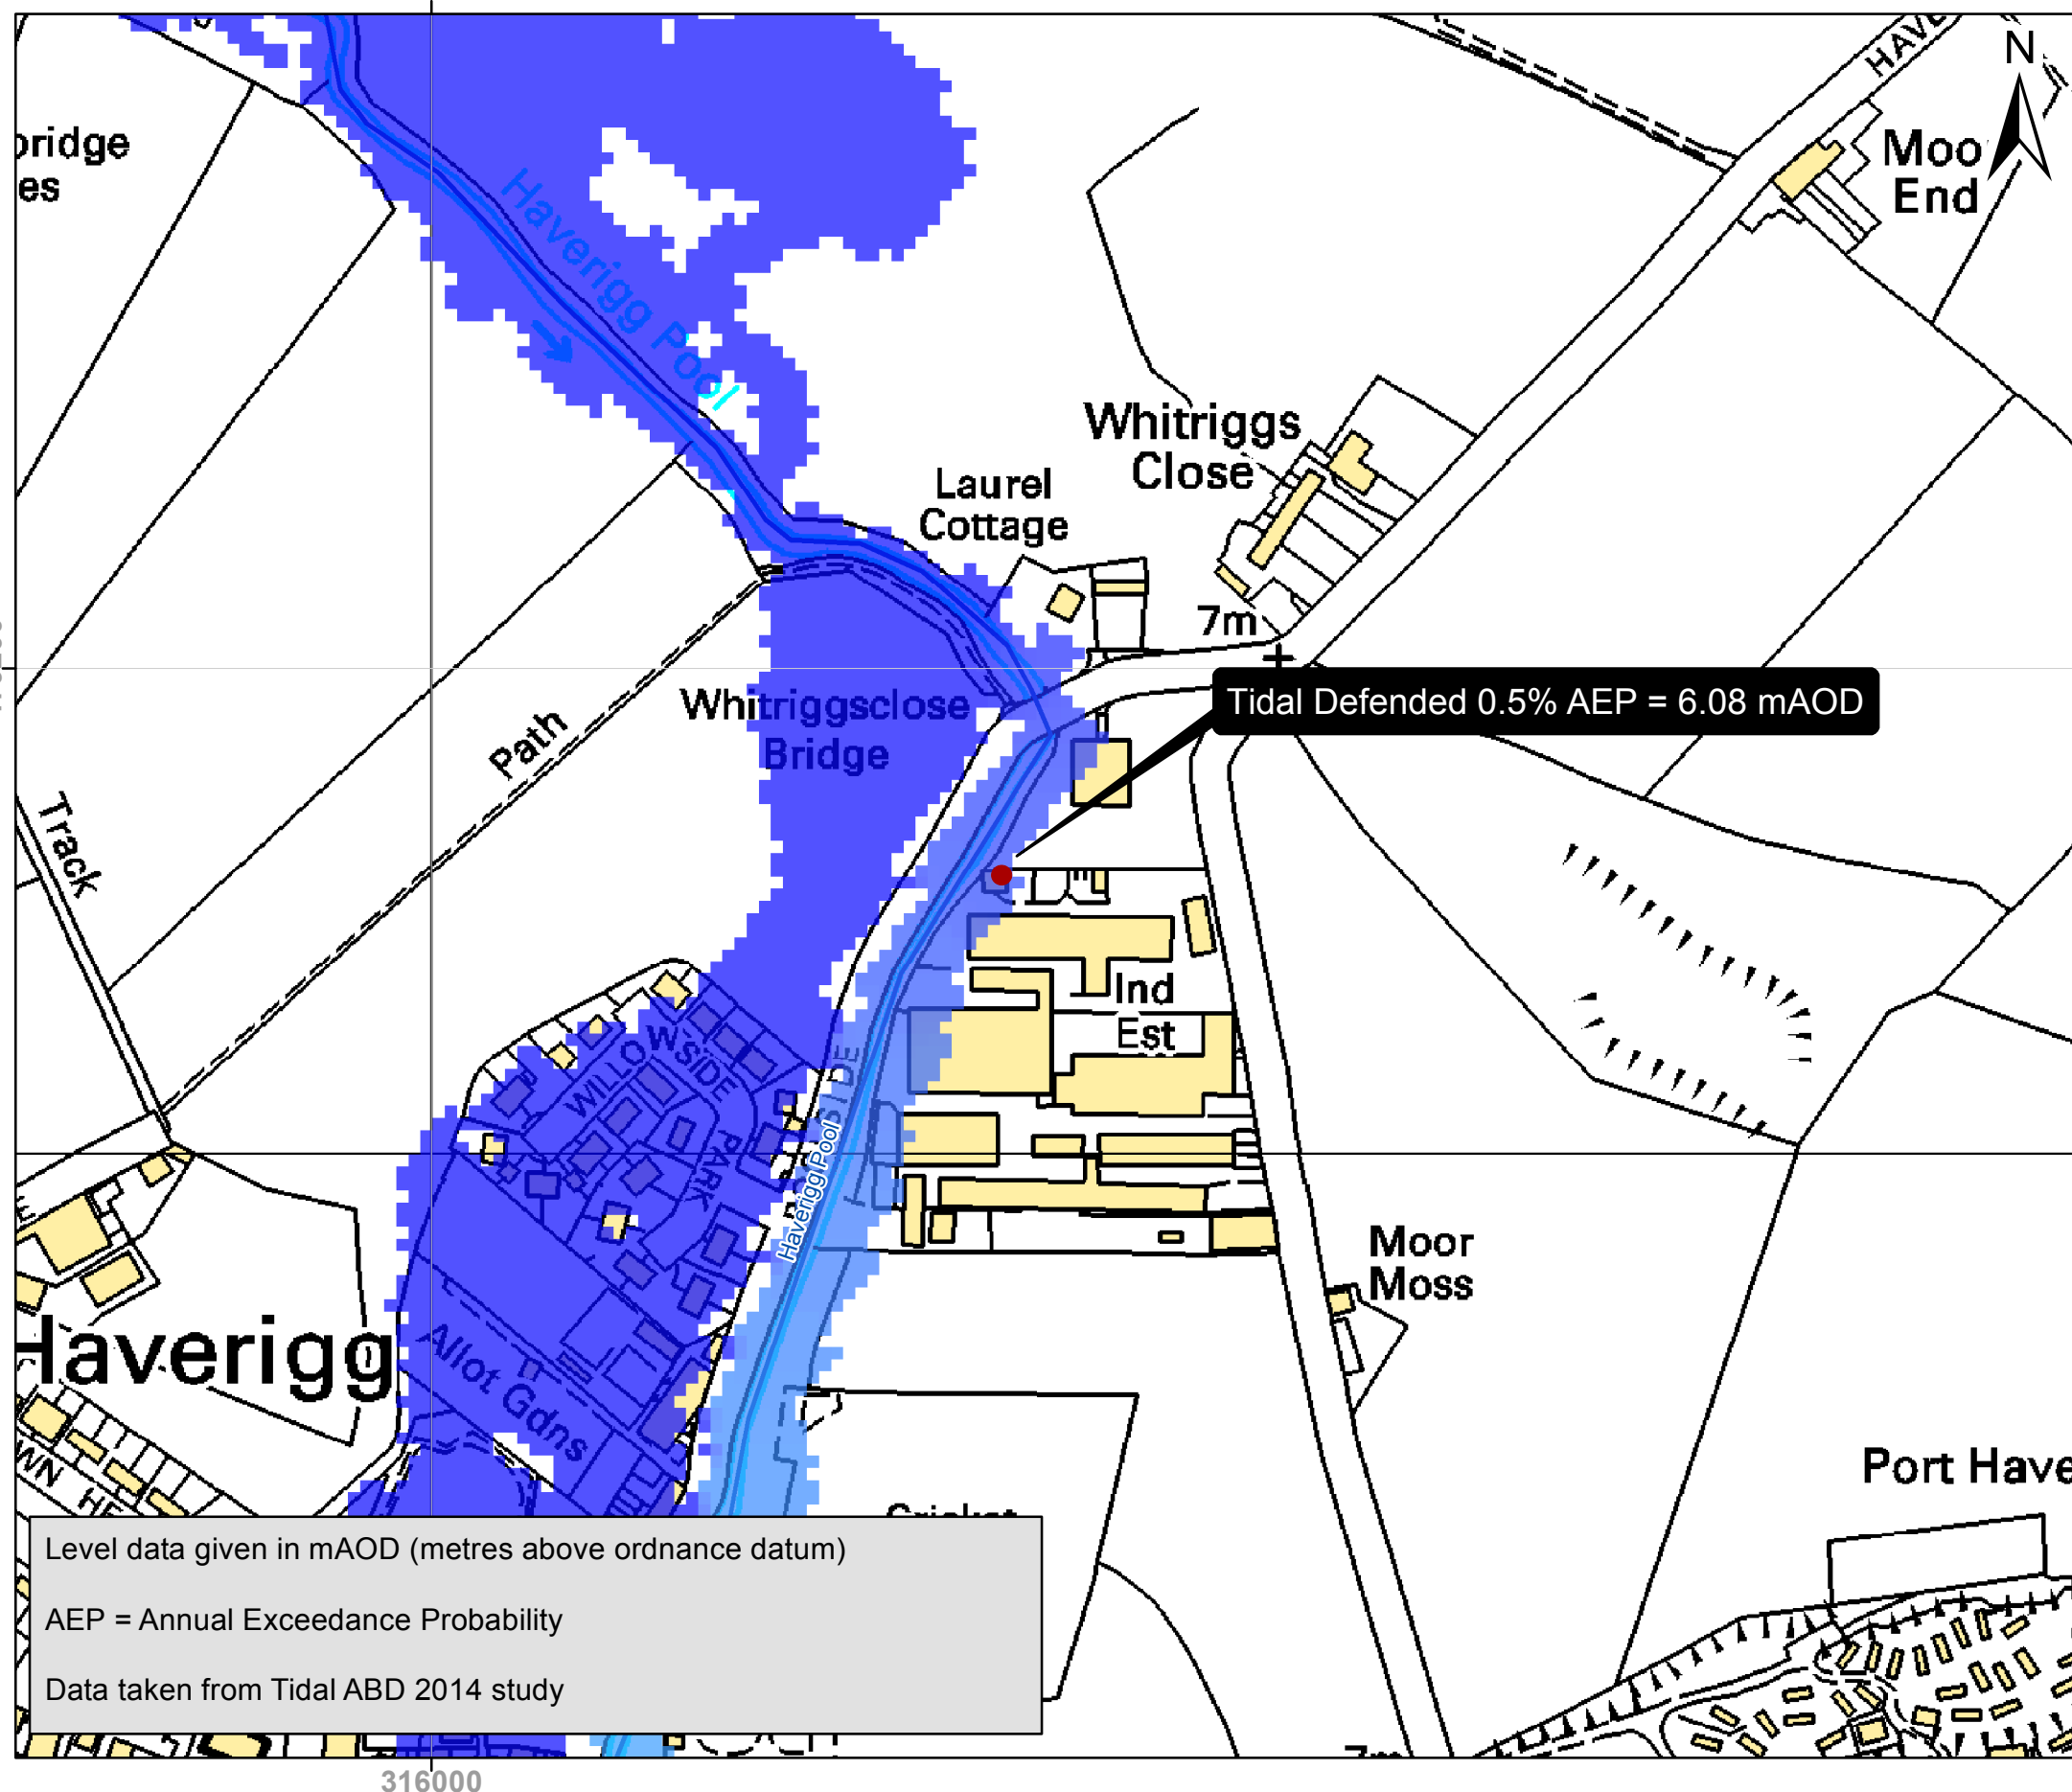 N
Moo
End
Haverigg Pool
Whitriggs
Close
Laurel
Cottage
7m
Tidal Defended 0.5% AEP = 6.08 mAOD
Whitriggsclose
Bridge
Path
Track
Ind
Est
WILLOWSIDE
PARK
Haverigg Pool
Moor
Moss
Haverigg
Allot Gdns
Port Have
Level data given in mAOD (metres above ordnance datum)
AEP = Annual Exceedance Probability
Data taken from Tidal ABD 2014 study
316000